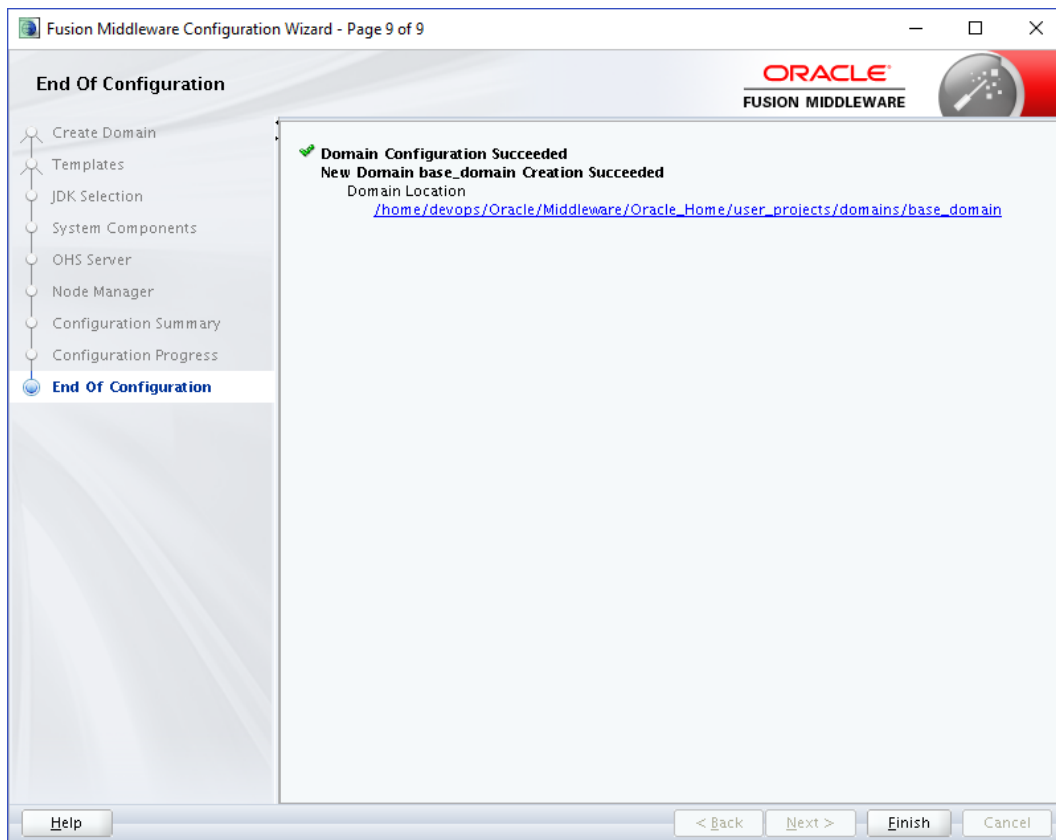 Fusion Middleware Configuration Wizard - Page 9 of 9
End Of Configuration
ORACLE
FUSION MIDDLEWARE
Create Domain
Templates
JDK Selection
System Components
OHS Server
Node Manager
Configuration Summary
Configuration Progress
End Of Configuration
Domain Configuration Succeeded
New Domain base_domain Creation Succeeded
Domain Location
/home/devops/Oracle/Middleware/Oracle_Home/user_projects/domains/base_domain
Help
< Back
Next >
Finish
Cancel